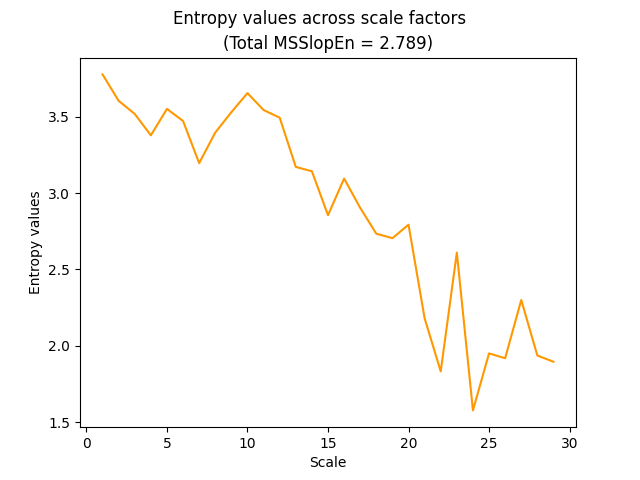 Entropy values across scale factors
(Total MSSlopEn = 2.789)
3.5
3.0
2.5
2.0
1.5
Entropy values
0 5 10 15 20 25 30
Scale